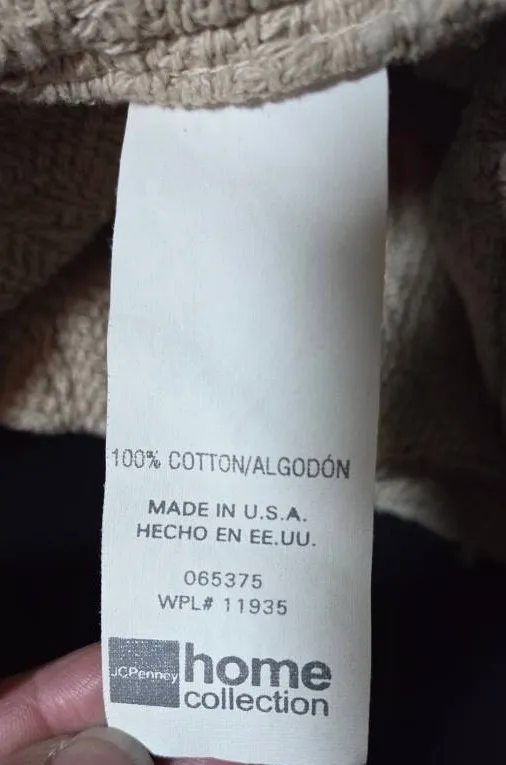 100% COTTON/ALGODÓN
MADE IN U.S.A.
HECHO EN EE.UU.
065375
WPL# 11935
JCPenney home
collection